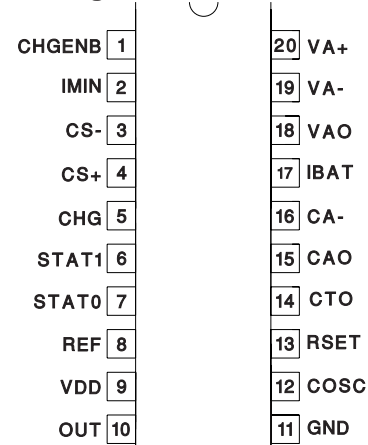 CHGENB 1 20 VA+
IMIN 2 19 VA-
CS- 3 18 VAO
CS+ 4 17 IBAT
CHG 5 16 CA-
STAT1 6 15 CAO
STAT0 7 14 CTO
REF 8 13 RSET
VDD 9 12 COSC
OUT 10 11 GND